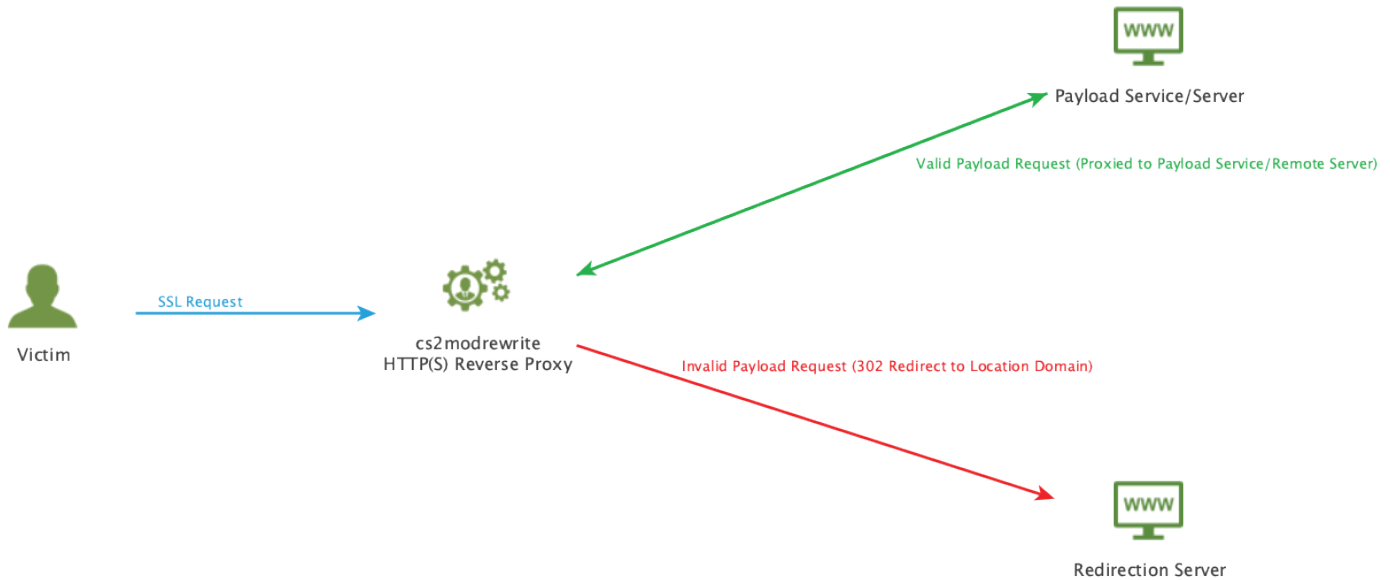 WWW
Payload Service/Server
Valid Payload Request (Proxied to Payload Service/Remote Server)
SSL Request
Victim
cs2modrewrite
HTTP(S) Reverse Proxy
Invalid Payload Request (302 Redirect to Location Domain)
WWW
Redirection Server